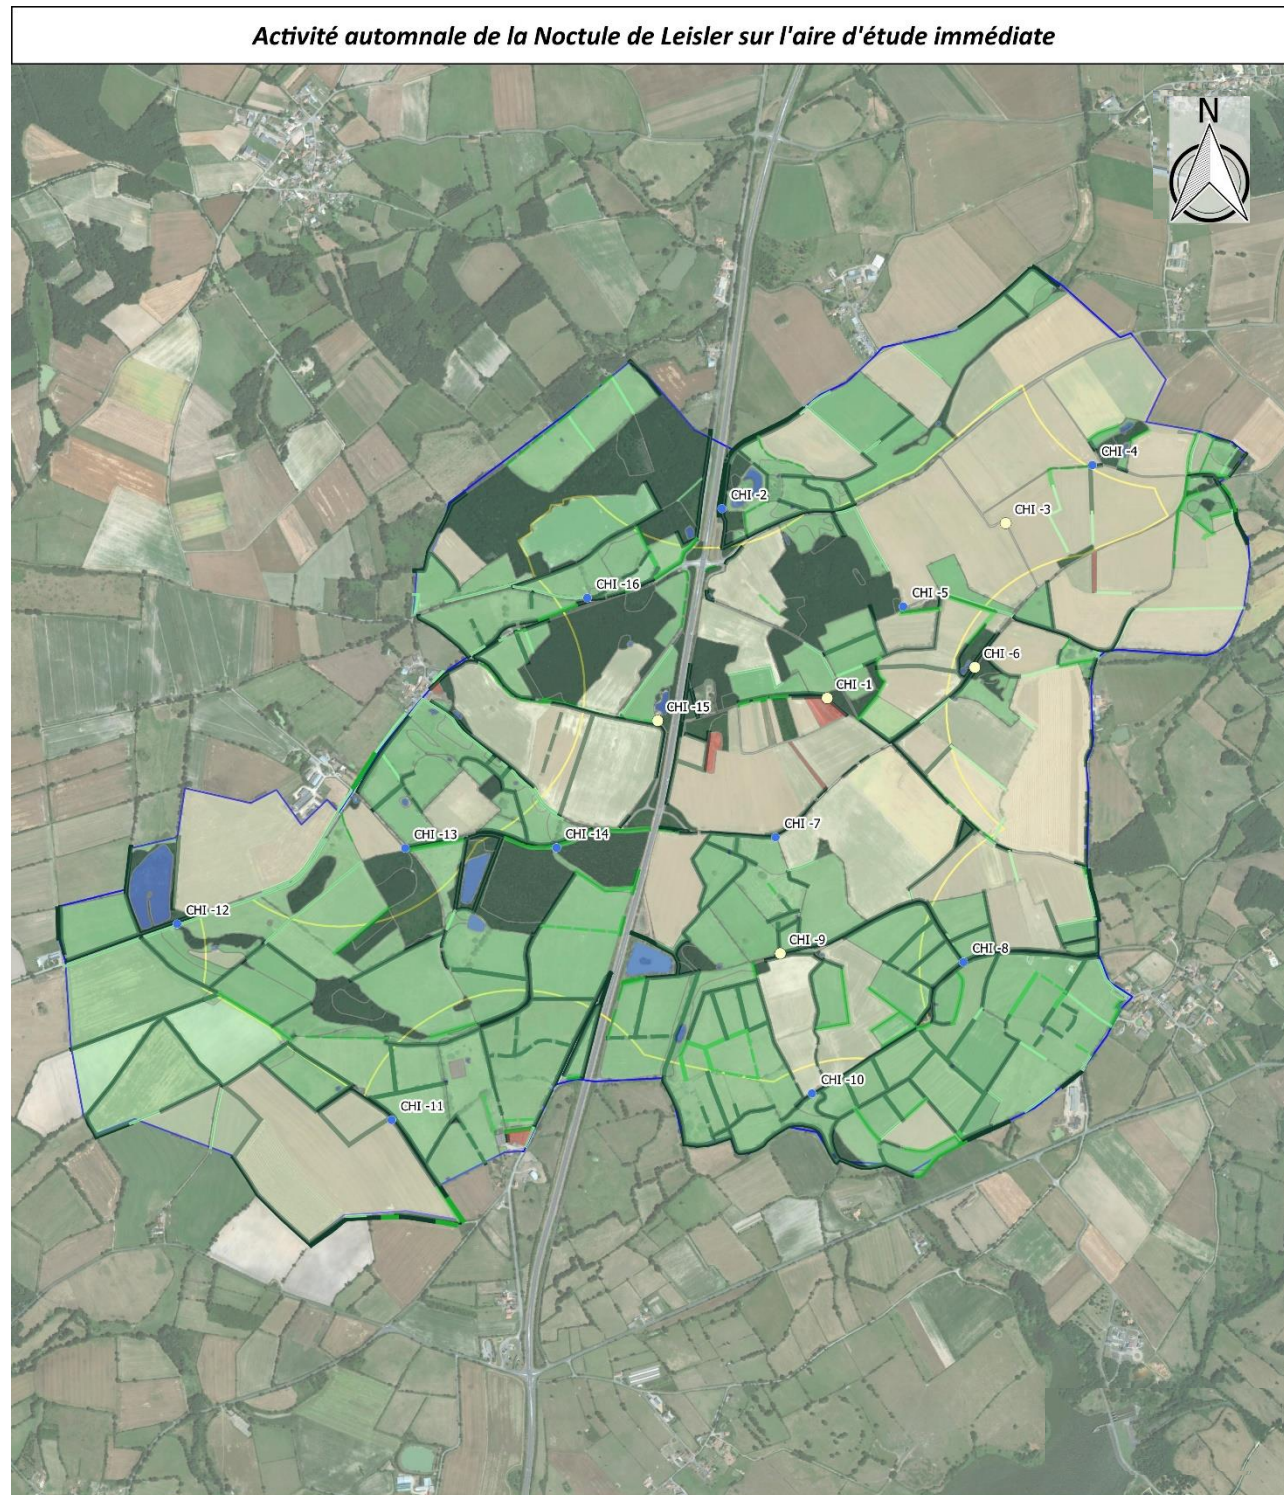 Activité automnale de la Noctule de Leisler sur l'aire d'étude immédiate
N
CHI -4
CHI -2
CHI -3
CHI -16
CHI -5
CHI -6
CHI -1
CHI -15
CHI -7
CHI -13
CHI -14
CHI -12
CHI -9
CHI -8
CHI -10
CHI -11